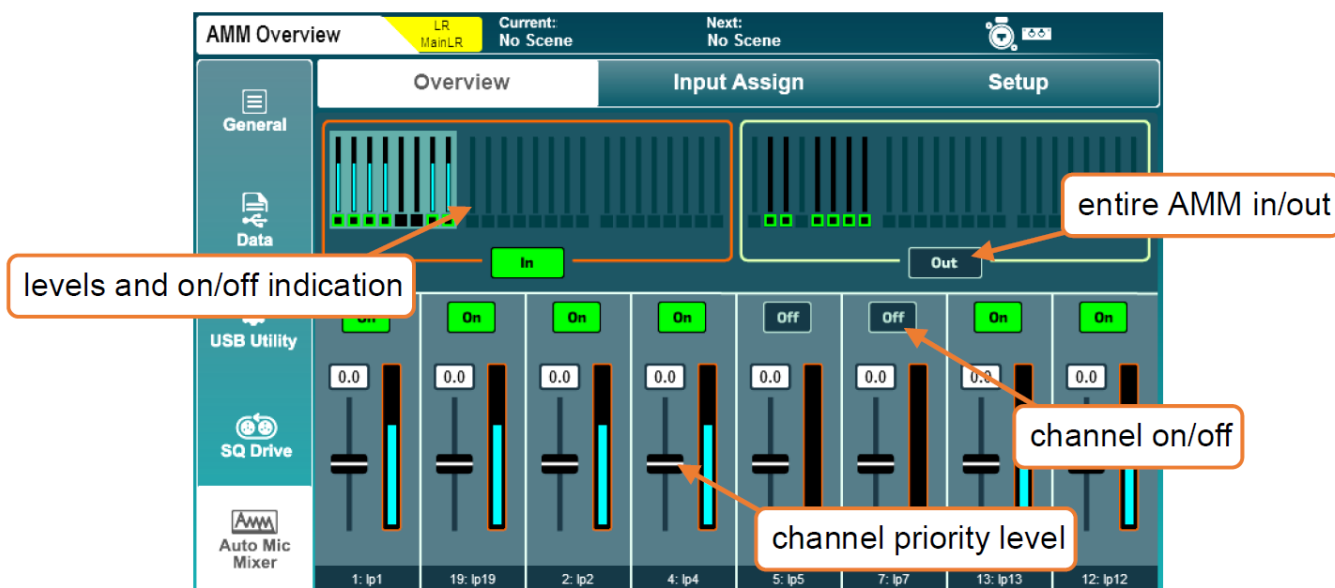 AMM Overview
LR
MainLR
Current:
No Scene
Next:
No Scene
General
Data
USB Utility
SQ Drive
Auto Mic
Mixer
Overview
Input Assign
Setup
entire AMM in/out
In
Out
levels and on/off indication
On
On
On
On
Off
Off
On
On
0.0
0.0
0.0
0.0
0.0
0.0
0.0
0.0
channel on/off
channel priority level
1: Ip1
19: Ip19
2: Ip2
4: Ip4
5: Ip5
7: Ip7
13: Ip13
12: Ip12